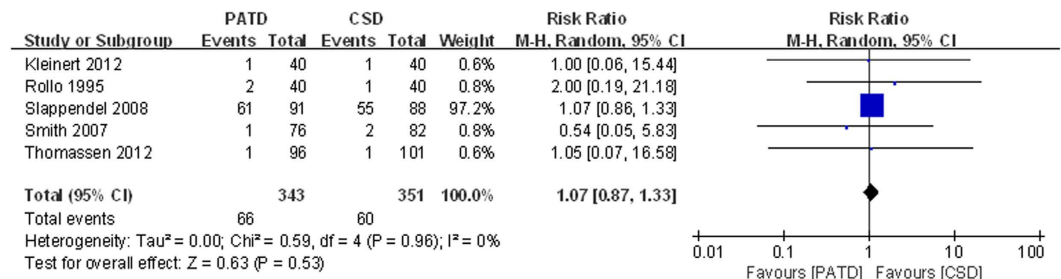 PATD CSD Risk Ratio Risk Ratio
Study or Subgroup Events Total Events Total Weight M-H, Random, 95% CI M-H, Random, 95% CI
Kleinert 2012 1 40 1 40 0.6% 1.00 [0.06, 15.44]
Rollo 1995 2 40 1 40 0.8% 2.00 [0.19, 21.18]
Slappendel 2008 61 91 55 88 97.2% 1.07 [0.86, 1.33]
Smith 2007 1 76 2 82 0.8% 0.54 [0.05, 5.83]
Thomassen 2012 1 96 1 101 0.6% 1.05 [0.07, 16.58]
Total (95% CI) 343 351 100.0% 1.07 [0.87, 1.33]
Total events 66 60
Heterogeneity: Tau² = 0.00; Chi² = 0.59, df = 4 (P = 0.96); I² = 0%
Test for overall effect: Z = 0.63 (P = 0.53)
0.01 0.1 1 10 100
Favours [PATD] Favours [CSD]